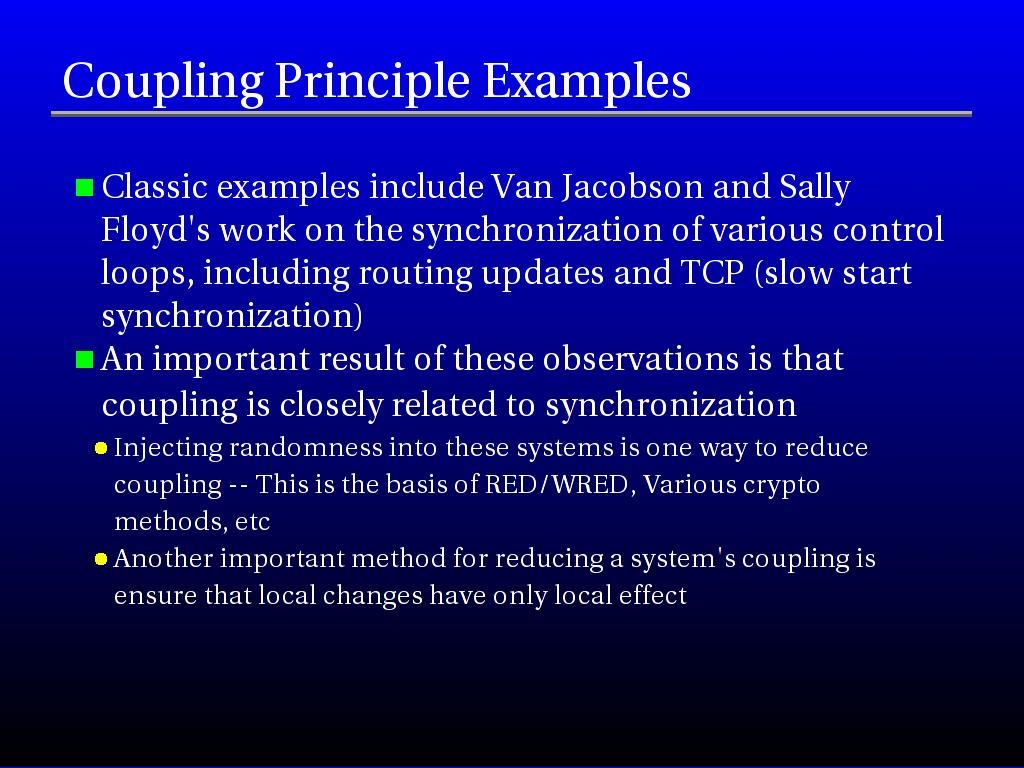 Coupling Principle Examples
Classic examples include Van Jacobson and Sally
Floyd's work on the synchronization of various control
loops, including routing updates and TCP (slow start
synchronization)
An important result of these observations is that
coupling is closely related to synchronization
Injecting randomness into these systems is one way to reduce
coupling -- This is the basis of RED/WRED, Various crypto
methods, etc
Another important method for reducing a system's coupling is
ensure that local changes have only local effect